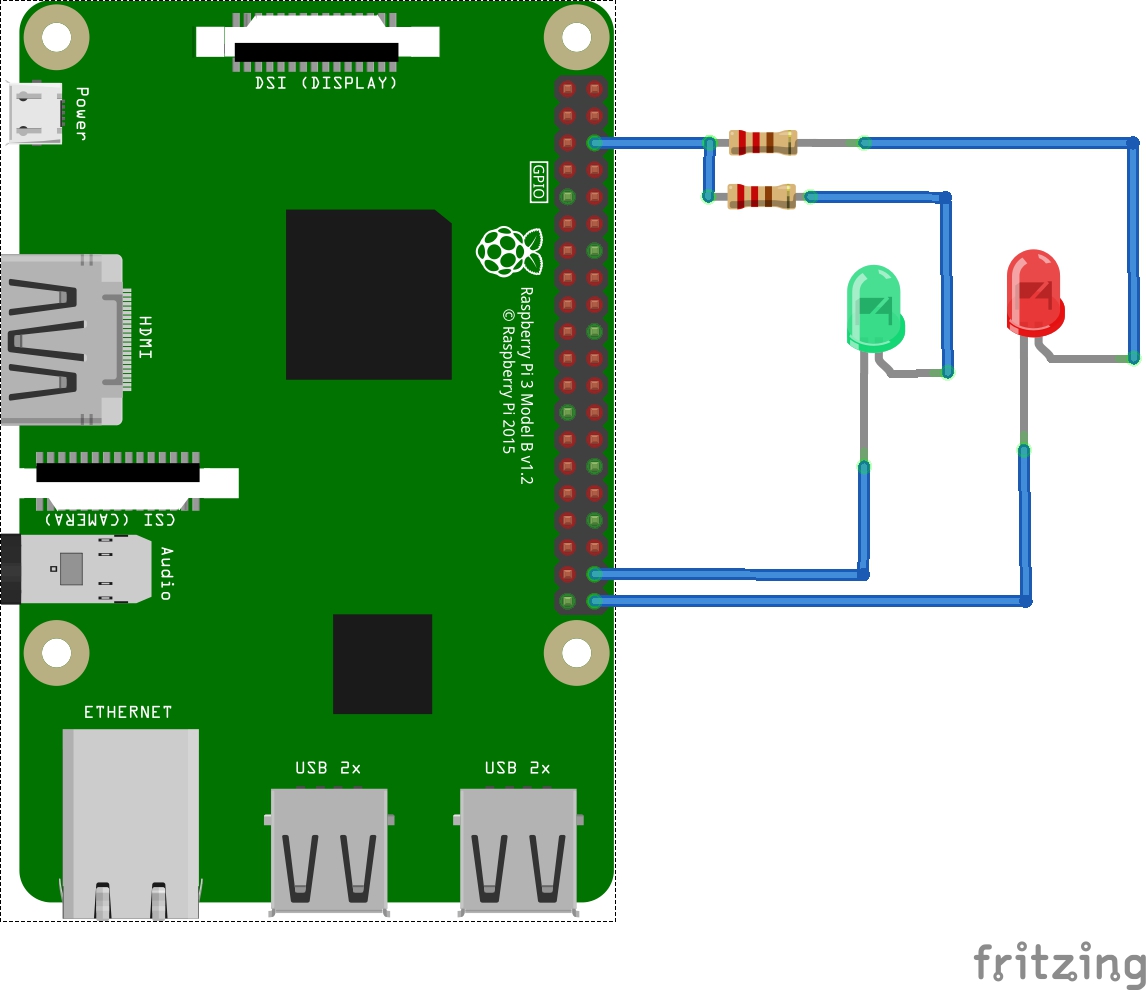 DSI (DISPLAY)
Power
GPIO
HDMI
Raspberry Pi 3 Model B v1.2
© Raspberry Pi 2015
CSI (CAMERA)
Audio
ETHERNET
USB 2x
USB 2x
fritzing